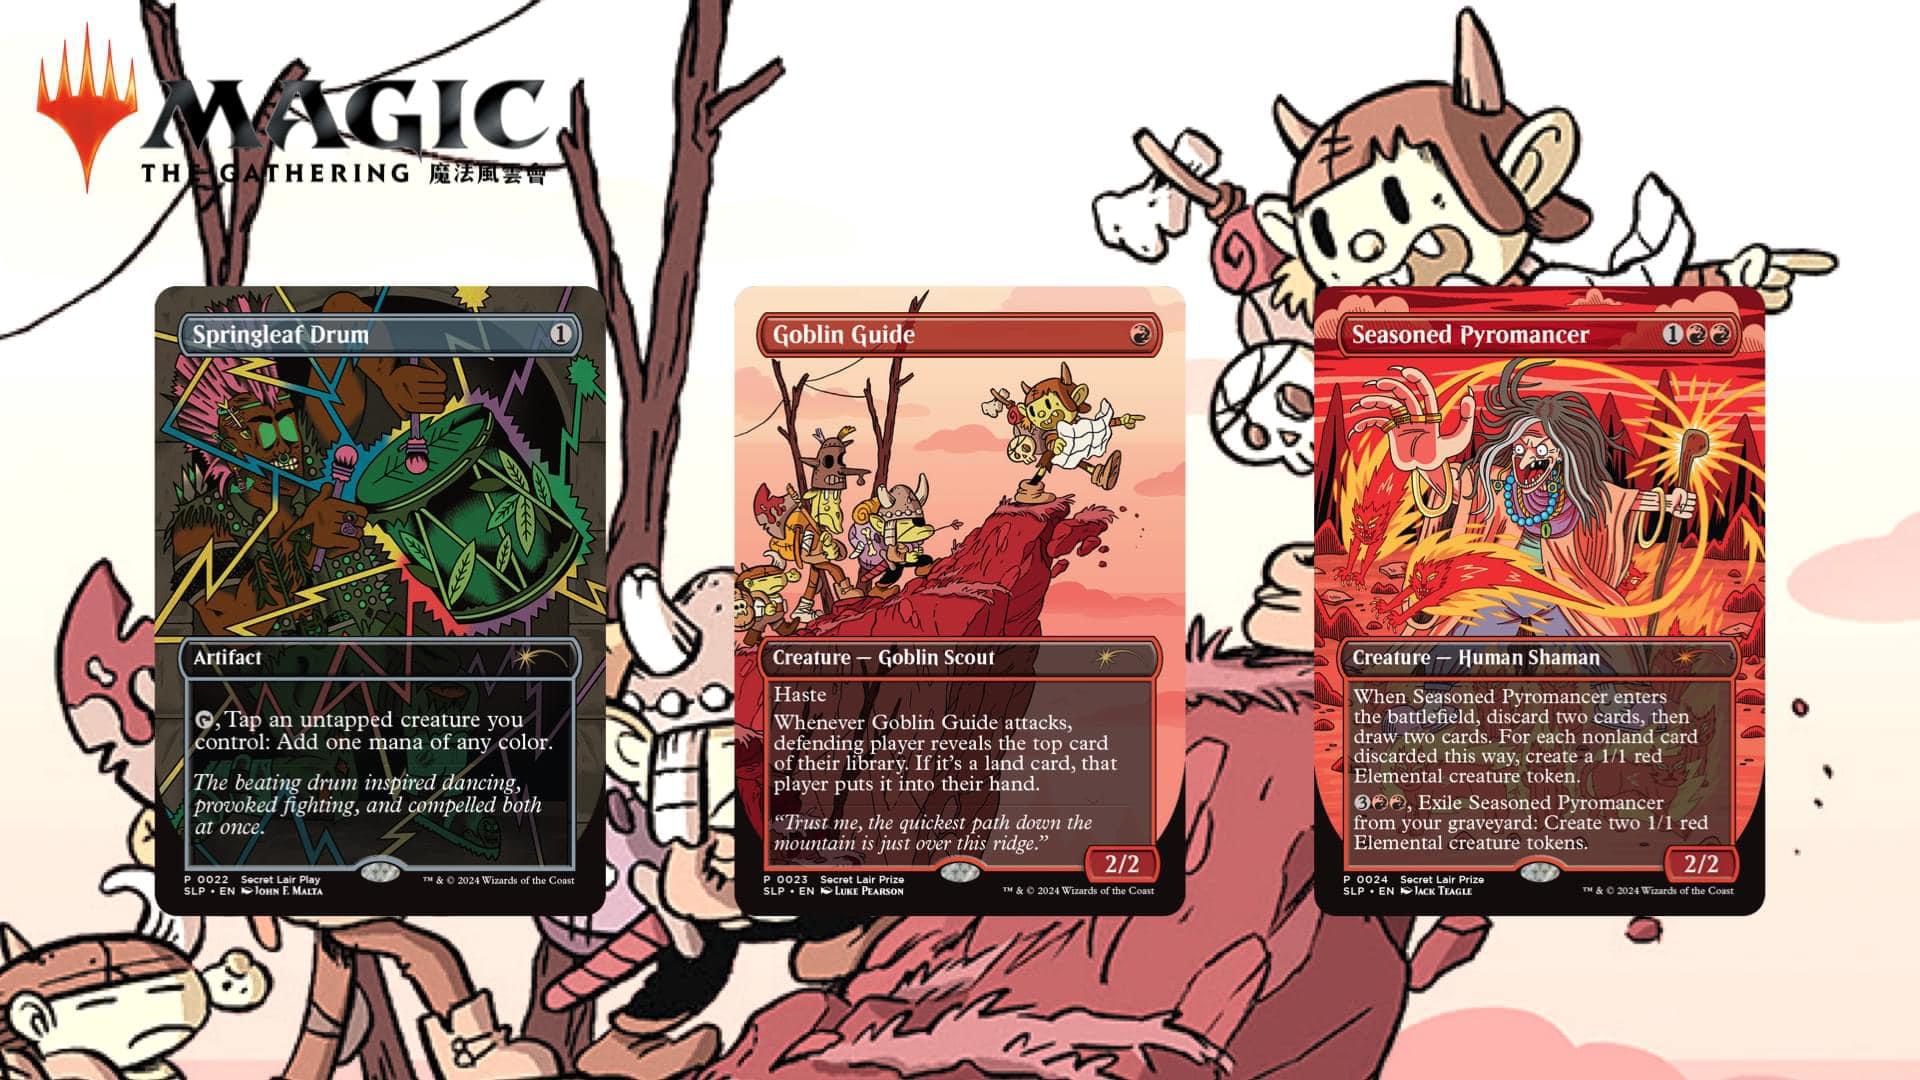 MAGIC
THE GATHERING 魔法風雲會
Springleaf Drum 1
Artifact
, Tap an untapped creature you
control: Add one mana of any color.
The beating drum inspired dancing,
provoked fighting, and compelled both
at once.
P 0022 Secret Lair Play
SLP • EN John F. Malta
™ & © 2024 Wizards of the Coast
Goblin Guide
Creature — Goblin Scout
Haste
Whenever Goblin Guide attacks,
defending player reveals the top card
of their library. If it's a land card, that
player puts it into their hand.
“Trust me, the quickest path down the
mountain is just over this ridge.”
2/2
P 0023 Secret Lair Prize
SLP • EN Luke Pearson
™ & © 2024 Wizards of the Coast
Seasoned Pyromancer 1
Creature — Human Shaman
When Seasoned Pyromancer enters
the battlefield, discard two cards, then
draw two cards. For each nonland card
discarded this way, create a 1/1 red
Elemental creature token.
3, Exile Seasoned Pyromancer
from your graveyard: Create two 1/1 red
Elemental creature tokens.
2/2
P 0024 Secret Lair Prize
SLP • EN Jack Teagle
™ & © 2024 Wizards of the Coast